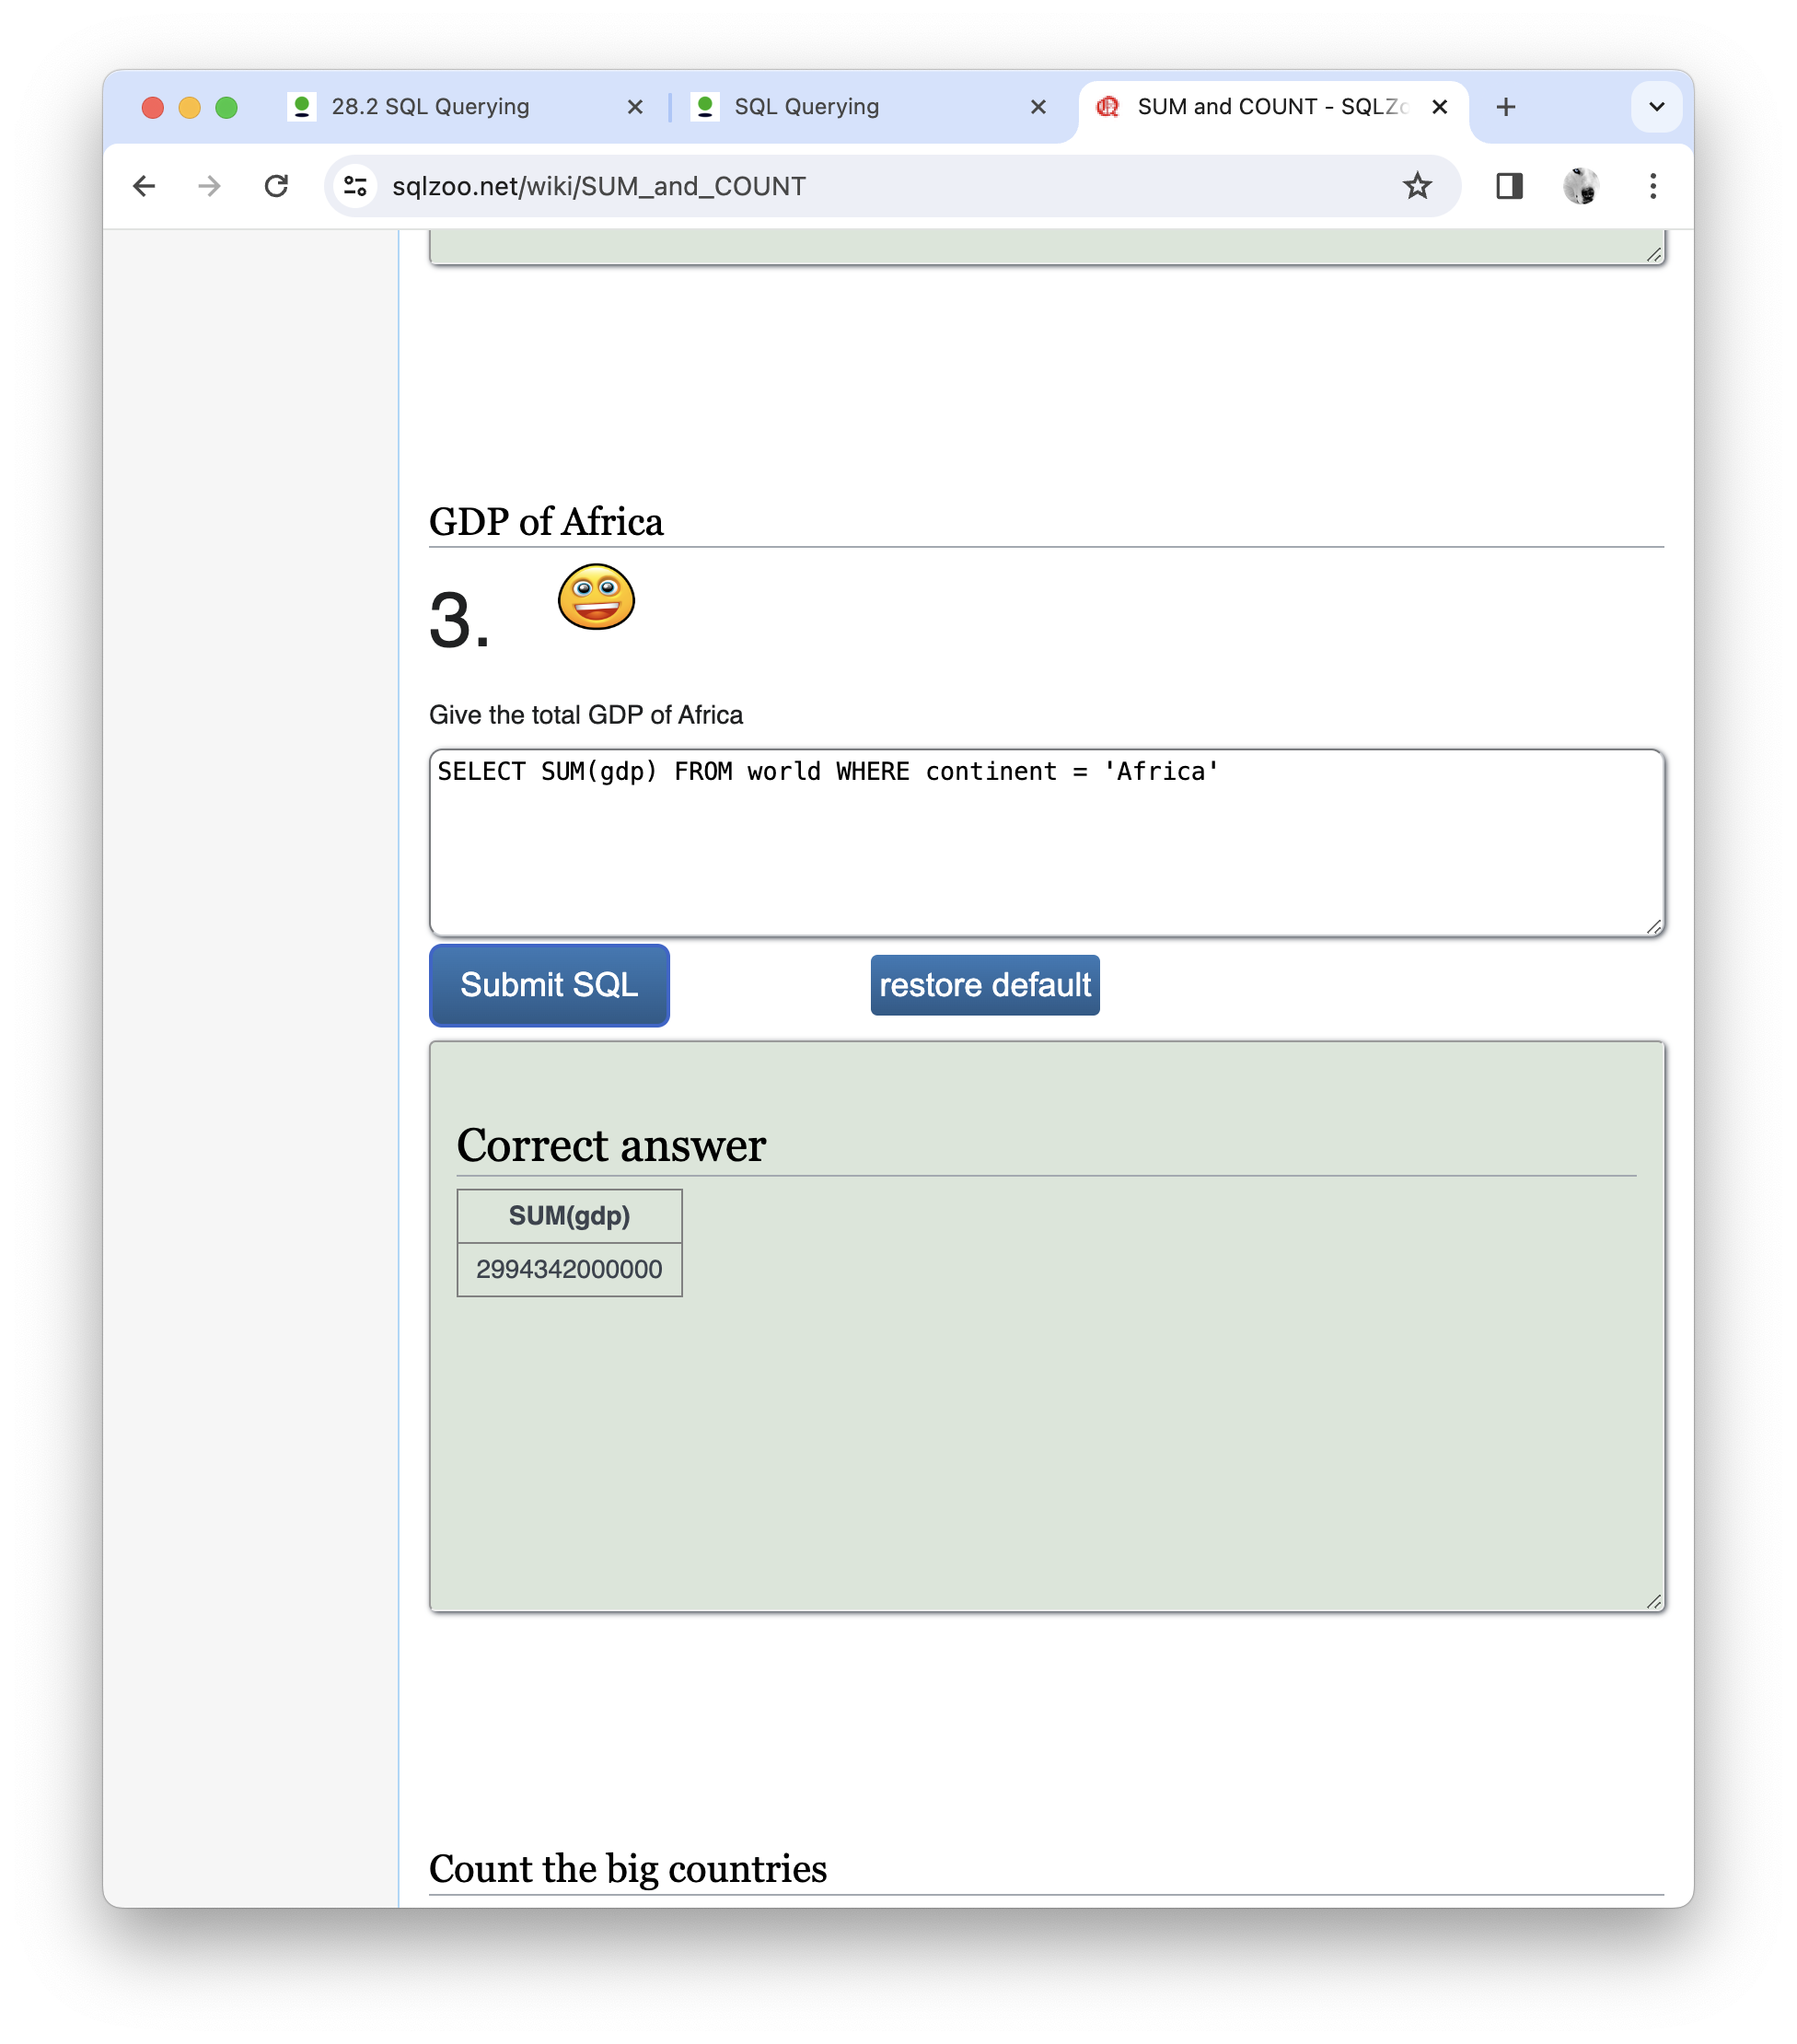 28.2 SQL Querying
SQL Querying
SUM and COUNT - SQLZo
sqlzoo.net/wiki/SUM_and_COUNT
GDP of Africa
3.
Give the total GDP of Africa
SELECT SUM(gdp) FROM world WHERE continent = 'Africa'
Submit SQL
restore default
Correct answer
SUM(gdp)
2994342000000
Count the big countries